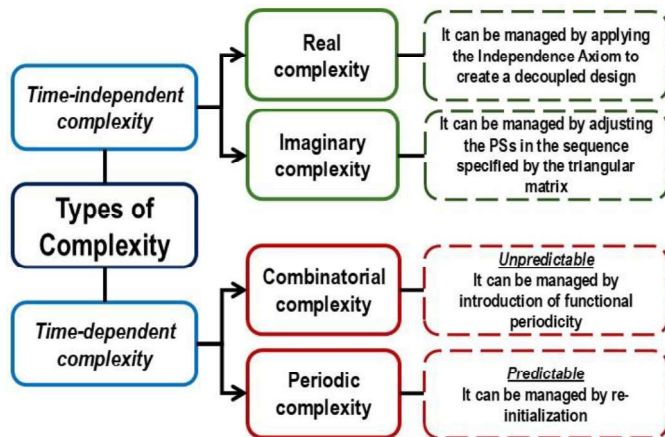 Types of
Complexity
Time-independent
complexity
Real
complexity
It can be managed by applying
the Independence Axiom to
create a decoupled design
Imaginary
complexity
It can be managed by adjusting
the PSs in the sequence
specified by the triangular
matrix
Time-dependent
complexity
Combinatorial
complexity
Unpredictable
It can be managed by
introduction of functional
periodicity
Periodic
complexity
Predictable
It can be managed by re-
initialization